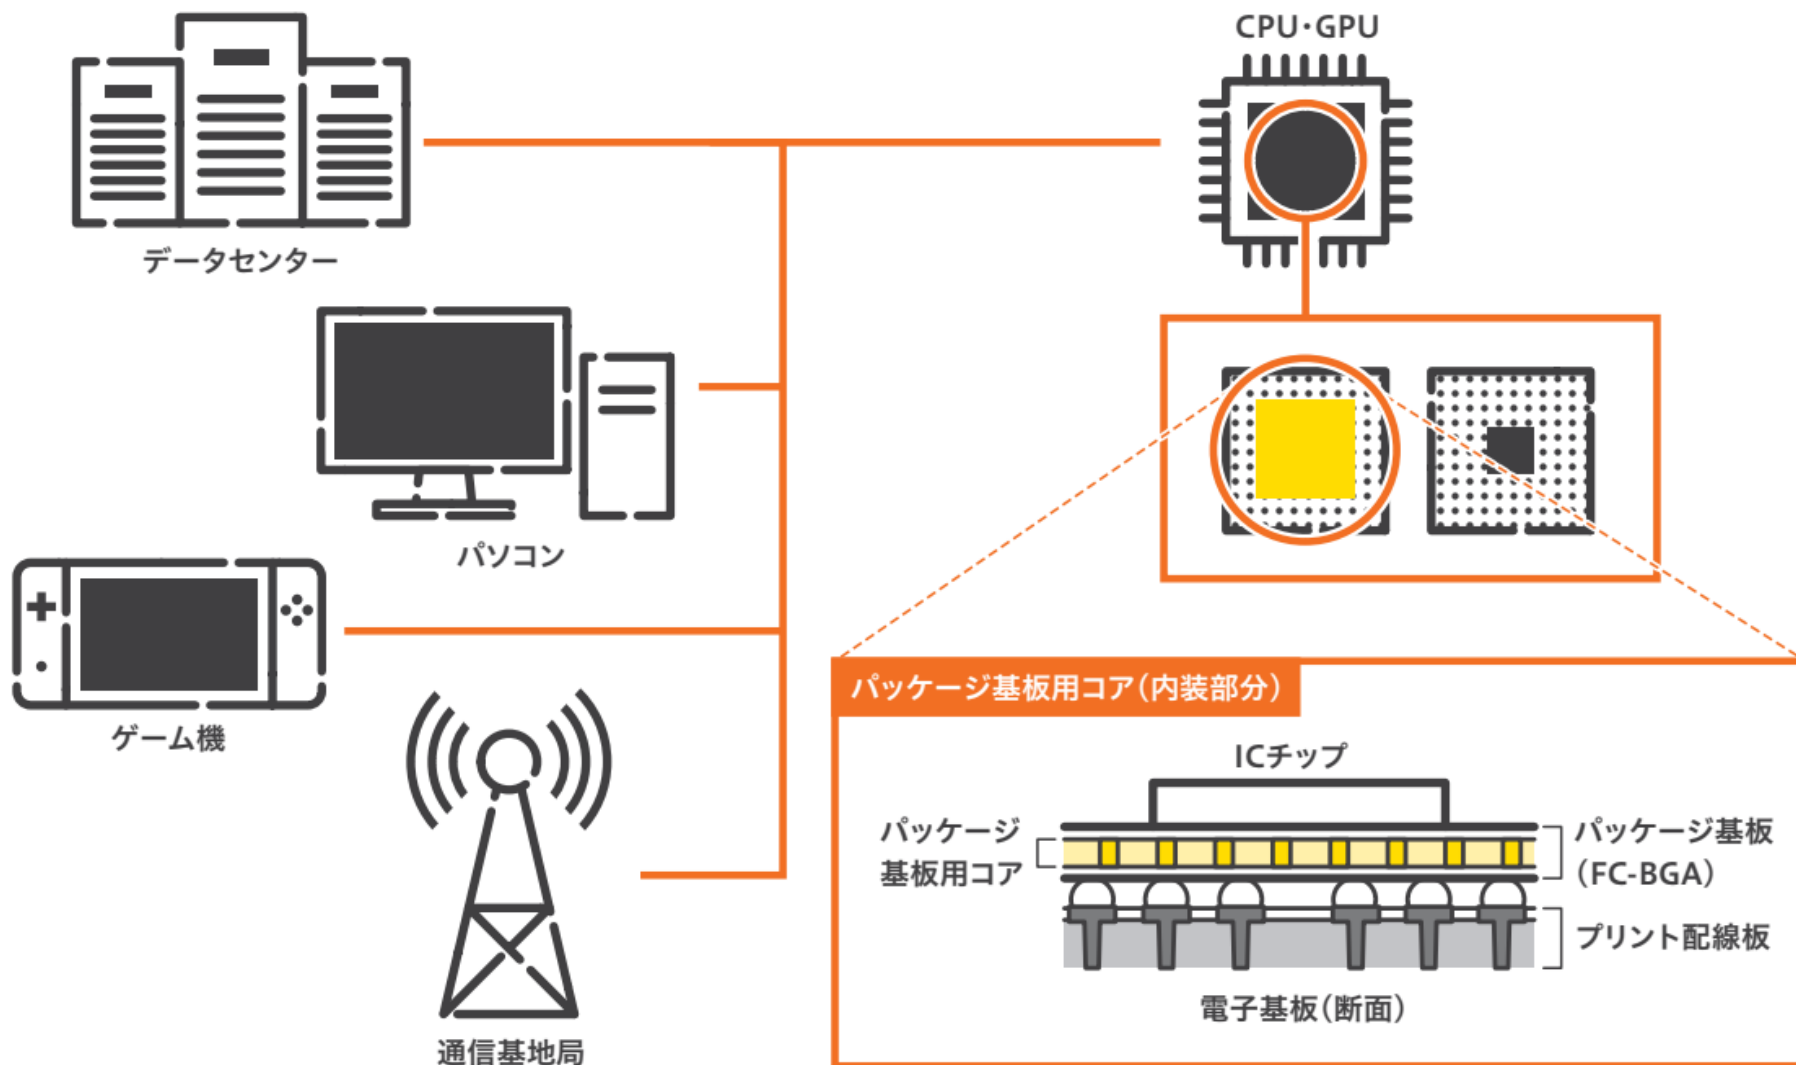 CPU･GPU
データセンター
パソコン
ゲーム機
通信基地局
パッケージ基板用コア(内装部分)
ICチップ
パッケージ
基板用コア
パッケージ基板
(FC-BGA)
プリント配線板
電子基板(断面)